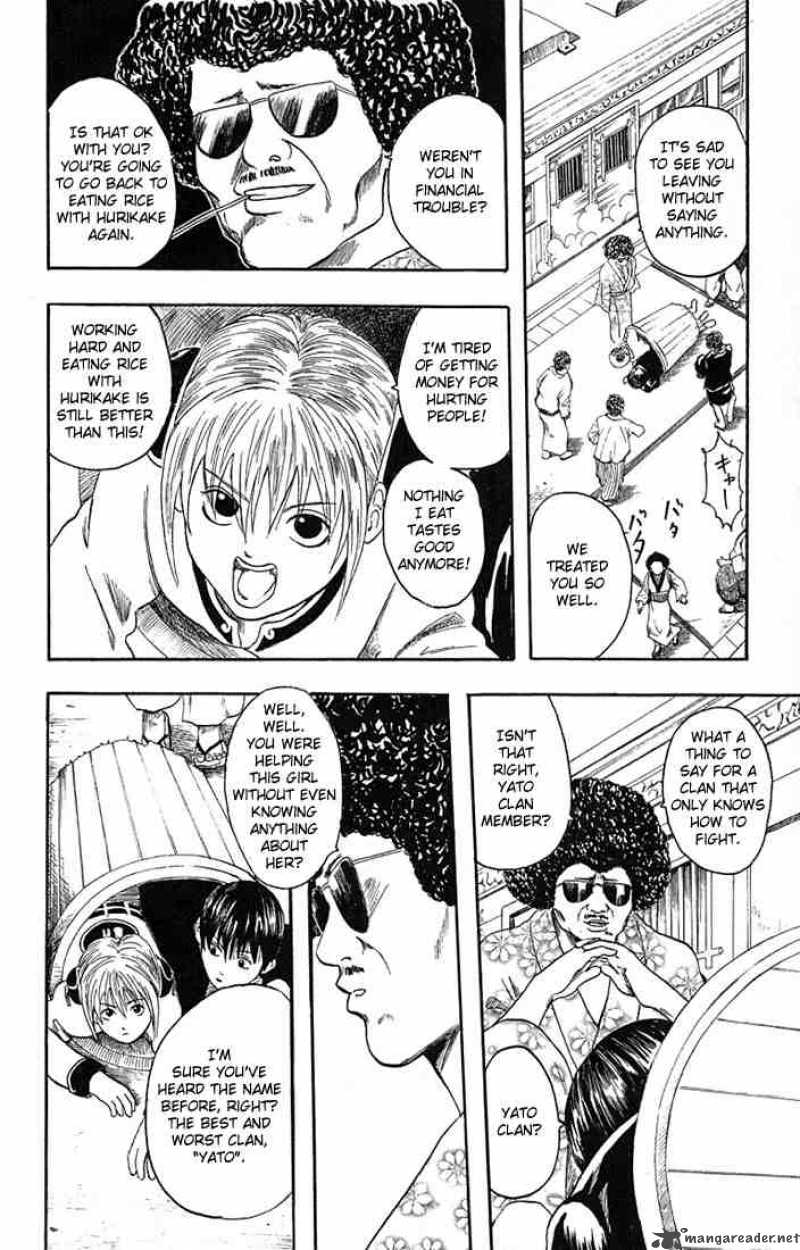 IT'S SAD
TO SEE YOU
LEAVING
WITHOUT
SAYING
ANYTHING.
キャー
バタ
バタ
WE
TREATED
YOU SO
WELL.
WEREN'T
YOU IN
FINANCIAL
TROUBLE?
IS THAT OK
WITH YOU?
YOU'RE GOING
TO GO BACK TO
EATING RICE
WITH HURIKAKE
AGAIN.
I'M TIRED
OF GETTING
MONEY FOR
HURTING
PEOPLE!
NOTHING
I EAT
TASTES
GOOD
ANYMORE!
WORKING
HARD AND
EATING RICE
WITH
HURIKAKE IS
STILL BETTER
THAN THIS!
WHAT A
THING TO
SAY FOR A
CLAN THAT
ONLY KNOWS
HOW TO
FIGHT.
ISN'T
THAT
RIGHT,
YATO
CLAN
MEMBER?
YATO
CLAN?
WELL,
WELL.
YOU WERE
HELPING
THIS GIRL
WITHOUT EVEN
KNOWING
ANYTHING
ABOUT
HER?
I'M
SURE YOU'VE
HEARD THE NAME
BEFORE, RIGHT?
THE BEST AND
WORST CLAN,
"YATO".
mangareader.net